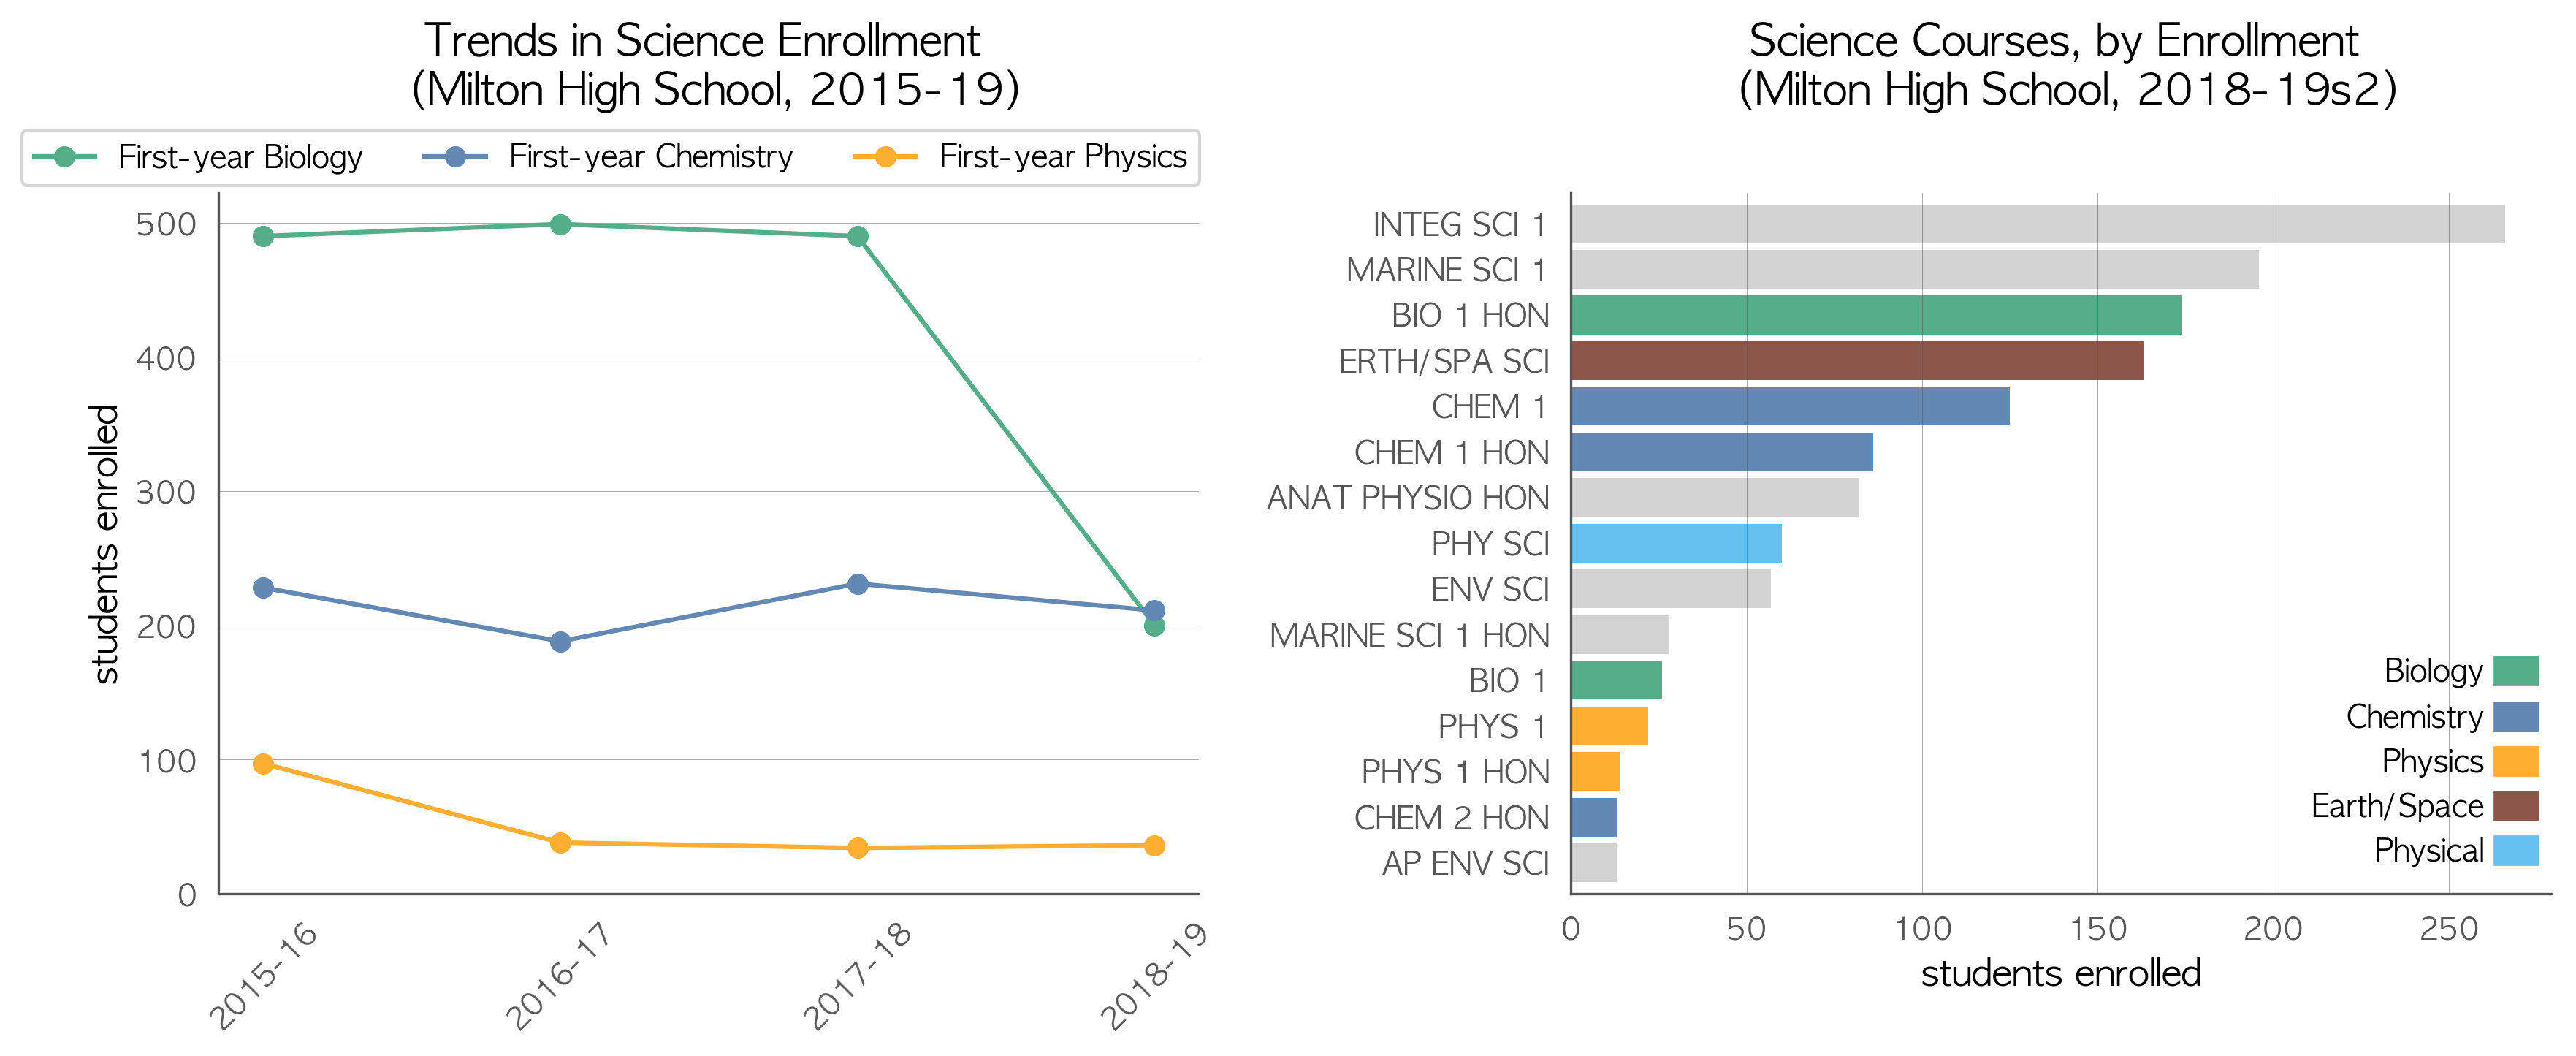 Trends in Science Enrollment
(Milton High School, 2015-19)
First-year Biology
First-year Chemistry
First-year Physics
students enrolled
500
400
300
200
100
0
2015-16
2016-17
2017-18
2018-19
Science Courses, by Enrollment
(Milton High School, 2018-19s2)
INTEG SCI 1
MARINE SCI 1
BIO 1 HON
ERTH/SPA SCI
CHEM 1
CHEM 1 HON
ANAT PHYSIO HON
PHY SCI
ENV SCI
MARINE SCI 1 HON
BIO 1
PHYS 1
PHYS 1 HON
CHEM 2 HON
AP ENV SCI
Biology
Chemistry
Physics
Earth/Space
Physical
0 50 100 150 200 250
students enrolled